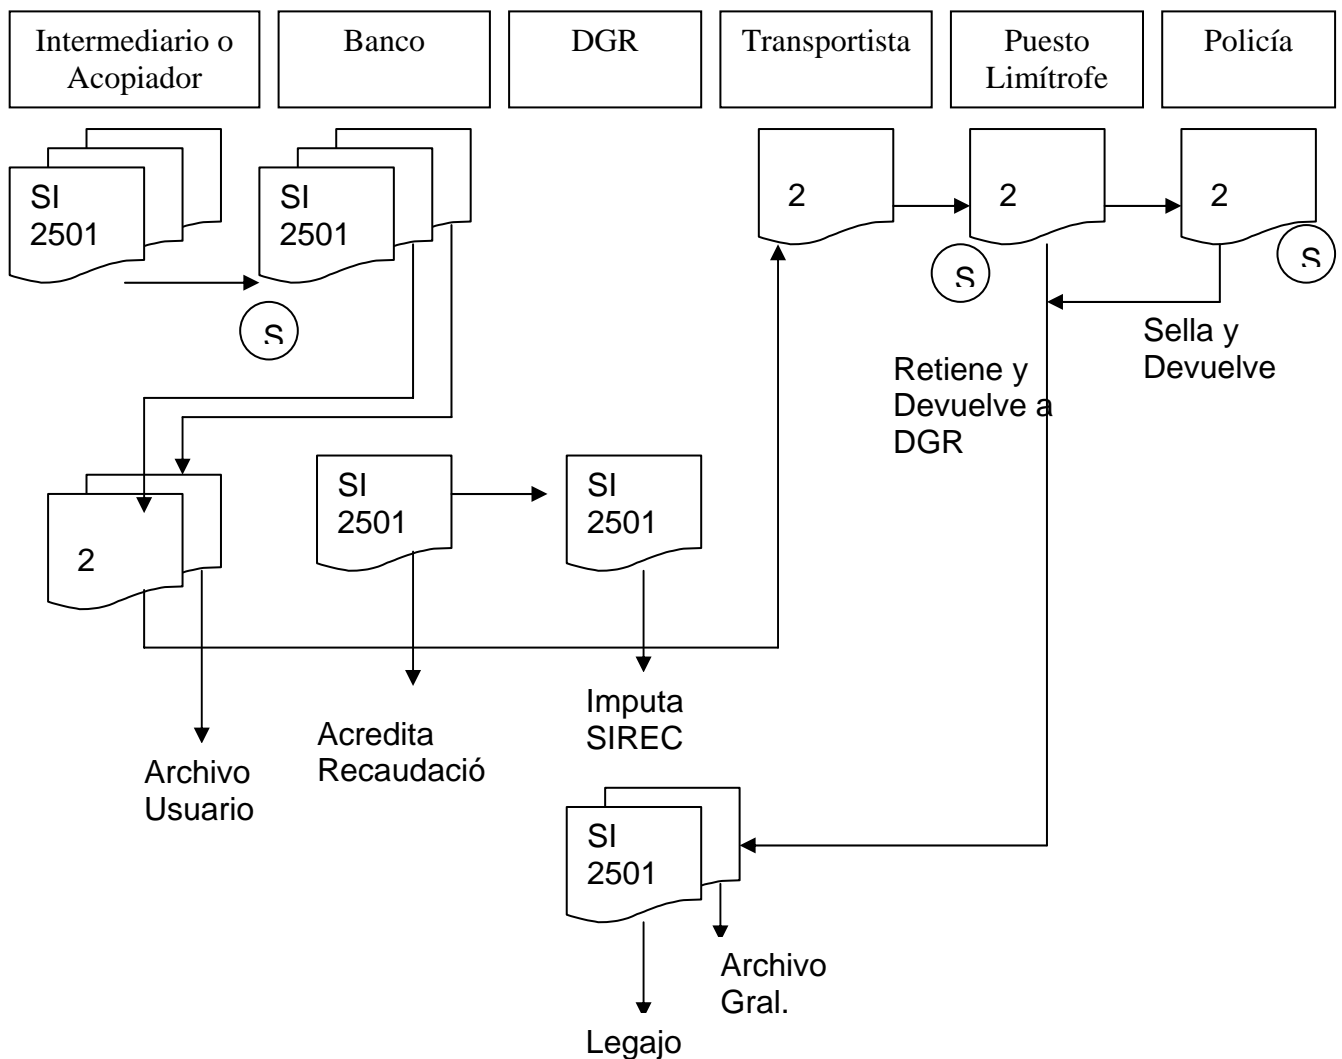 Intermediario o
Acopiador
Banco
DGR
Transportista
Puesto
Limítrofe
Policía
SI
2501
SI
2501
2
2
2
S
S
S
Sella y
Devuelve
Retiene y
Devuelve a
DGR
2
SI
2501
SI
2501
Archivo
Usuario
Acredita
Recaudació
Imputa
SIREC
SI
2501
Archivo
Gral.
Legajo